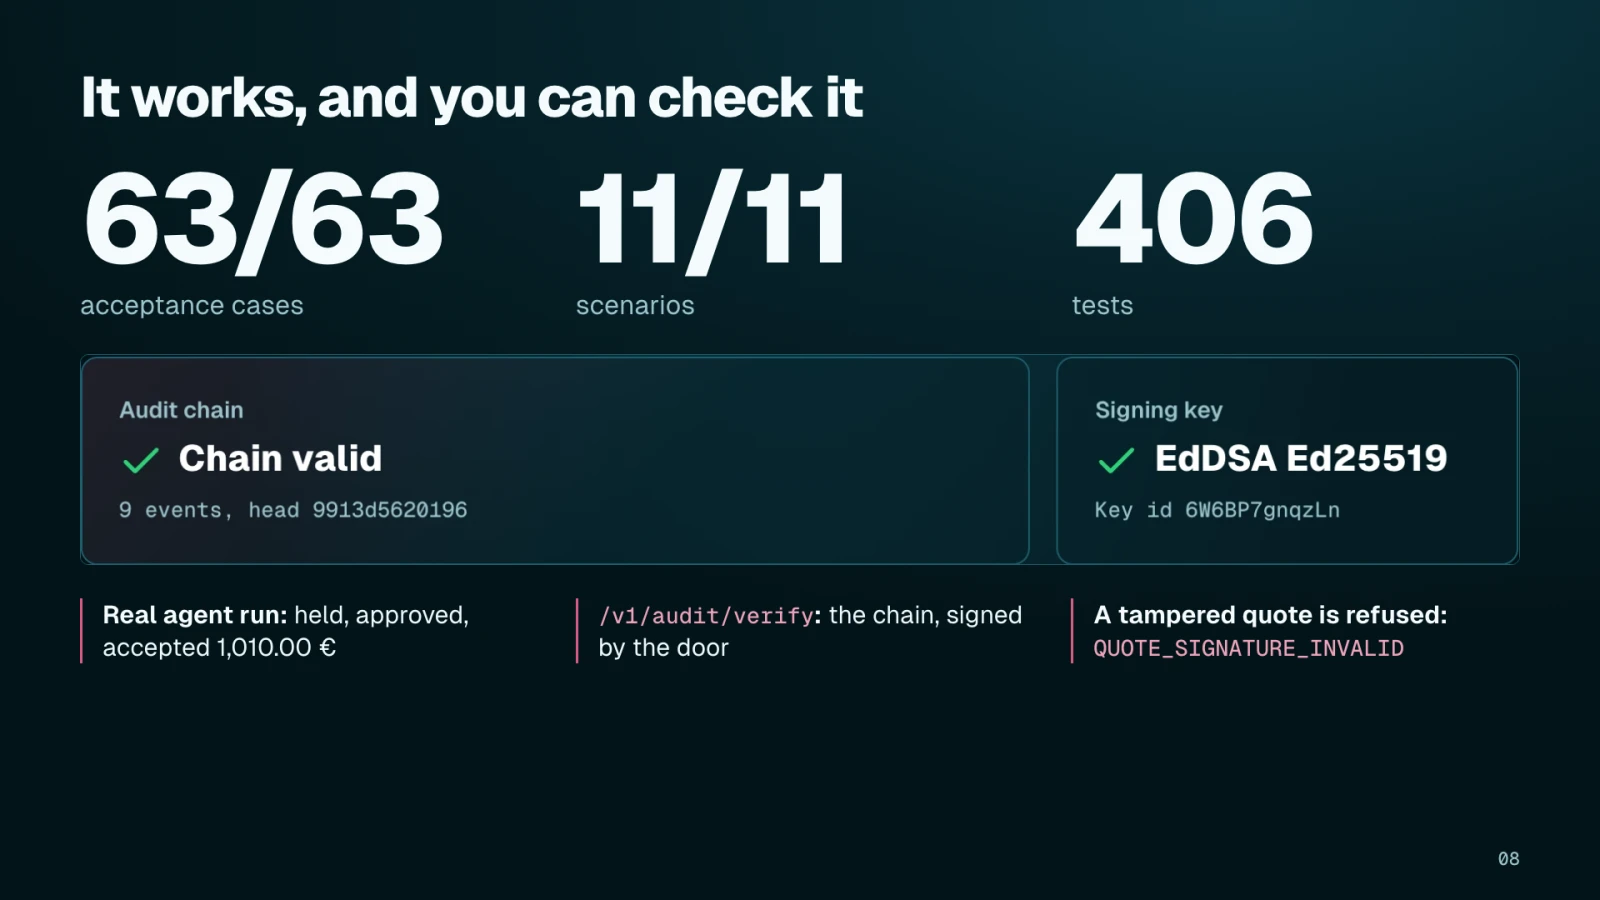 It works, and you can check it
63/63
acceptance cases
11/11
scenarios
406
tests
Audit chain
Chain valid
9 events, head 9913d5620196
Signing key
EdDSA Ed25519
Key id 6W6BP7gnqzLn
Real agent run: held, approved,
accepted 1,010.00 €
/v1/audit/verify: the chain, signed
by the door
A tampered quote is refused:
QUOTE_SIGNATURE_INVALID
08